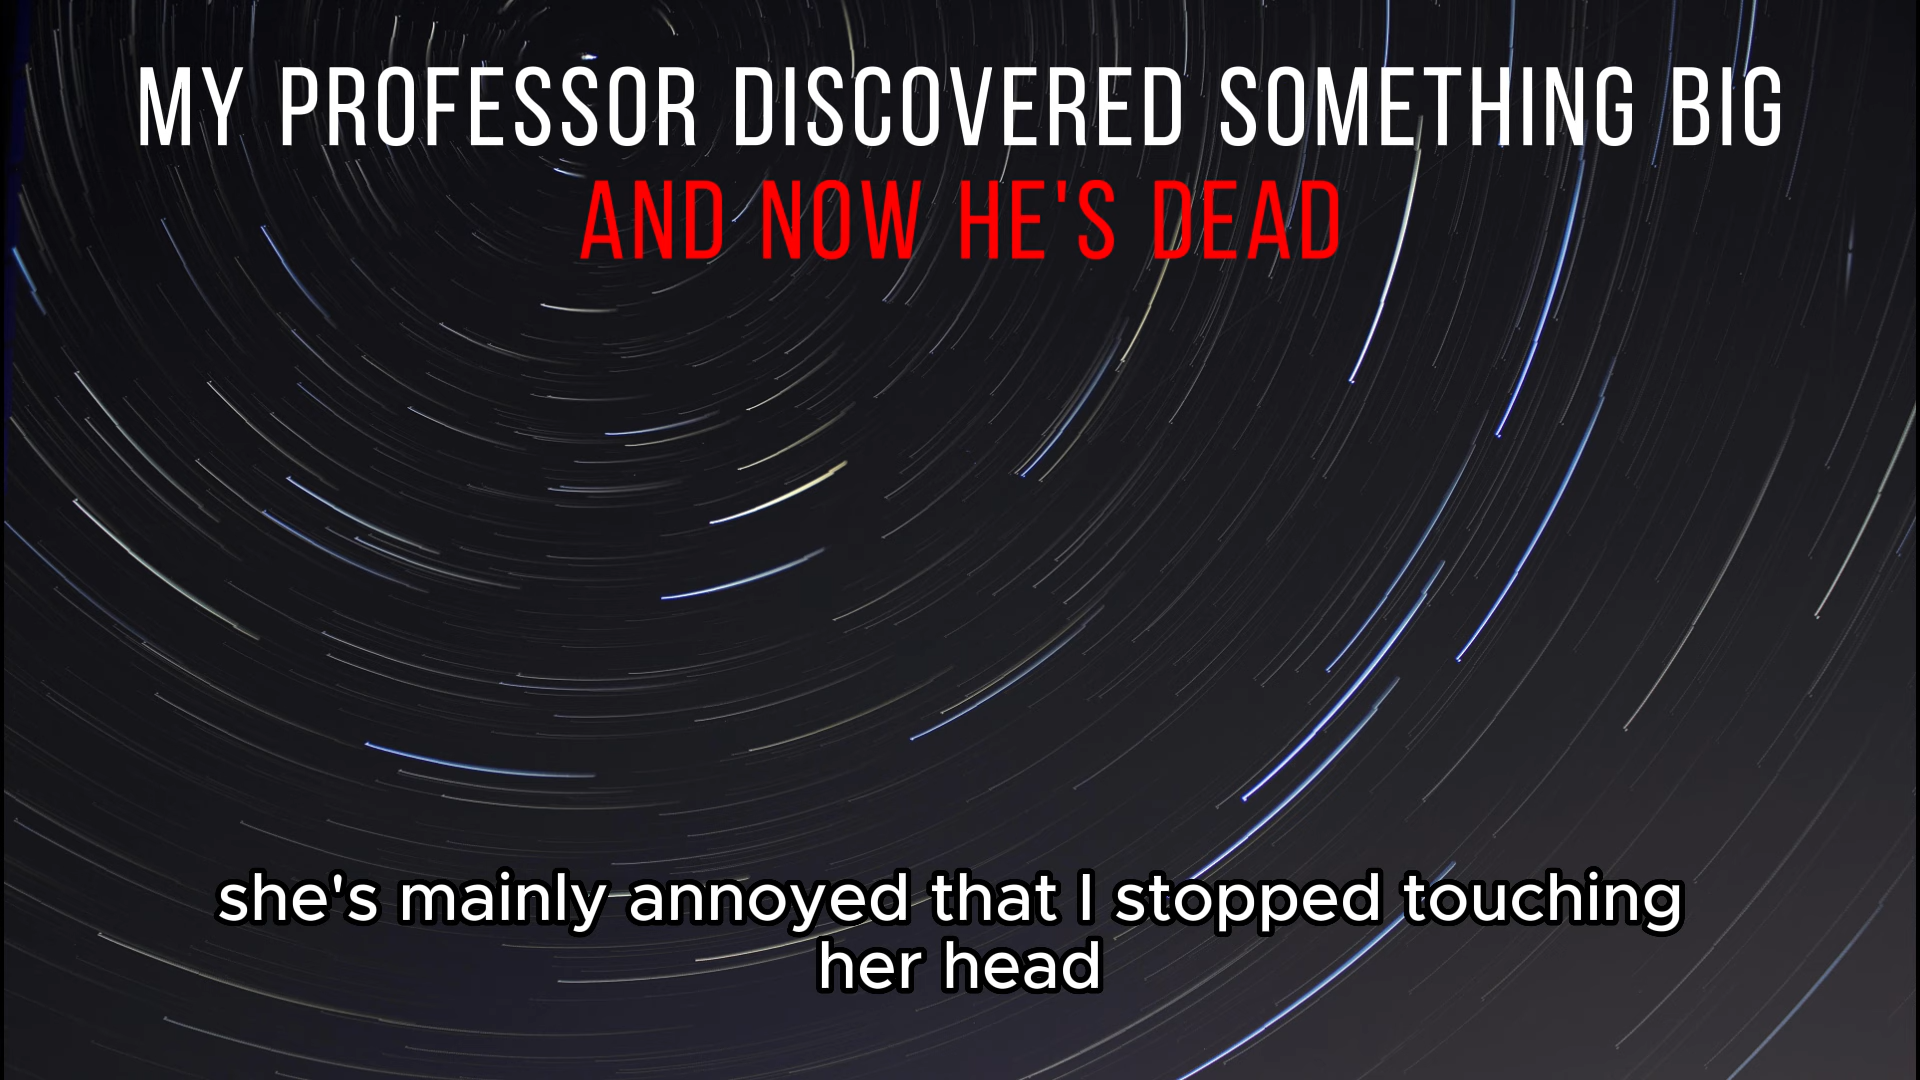 MY PROFESSOR DISCOVERED SOMETHING BIG
AND NOW HE'S DEAD
she's mainly annoyed that I stopped touching
her head